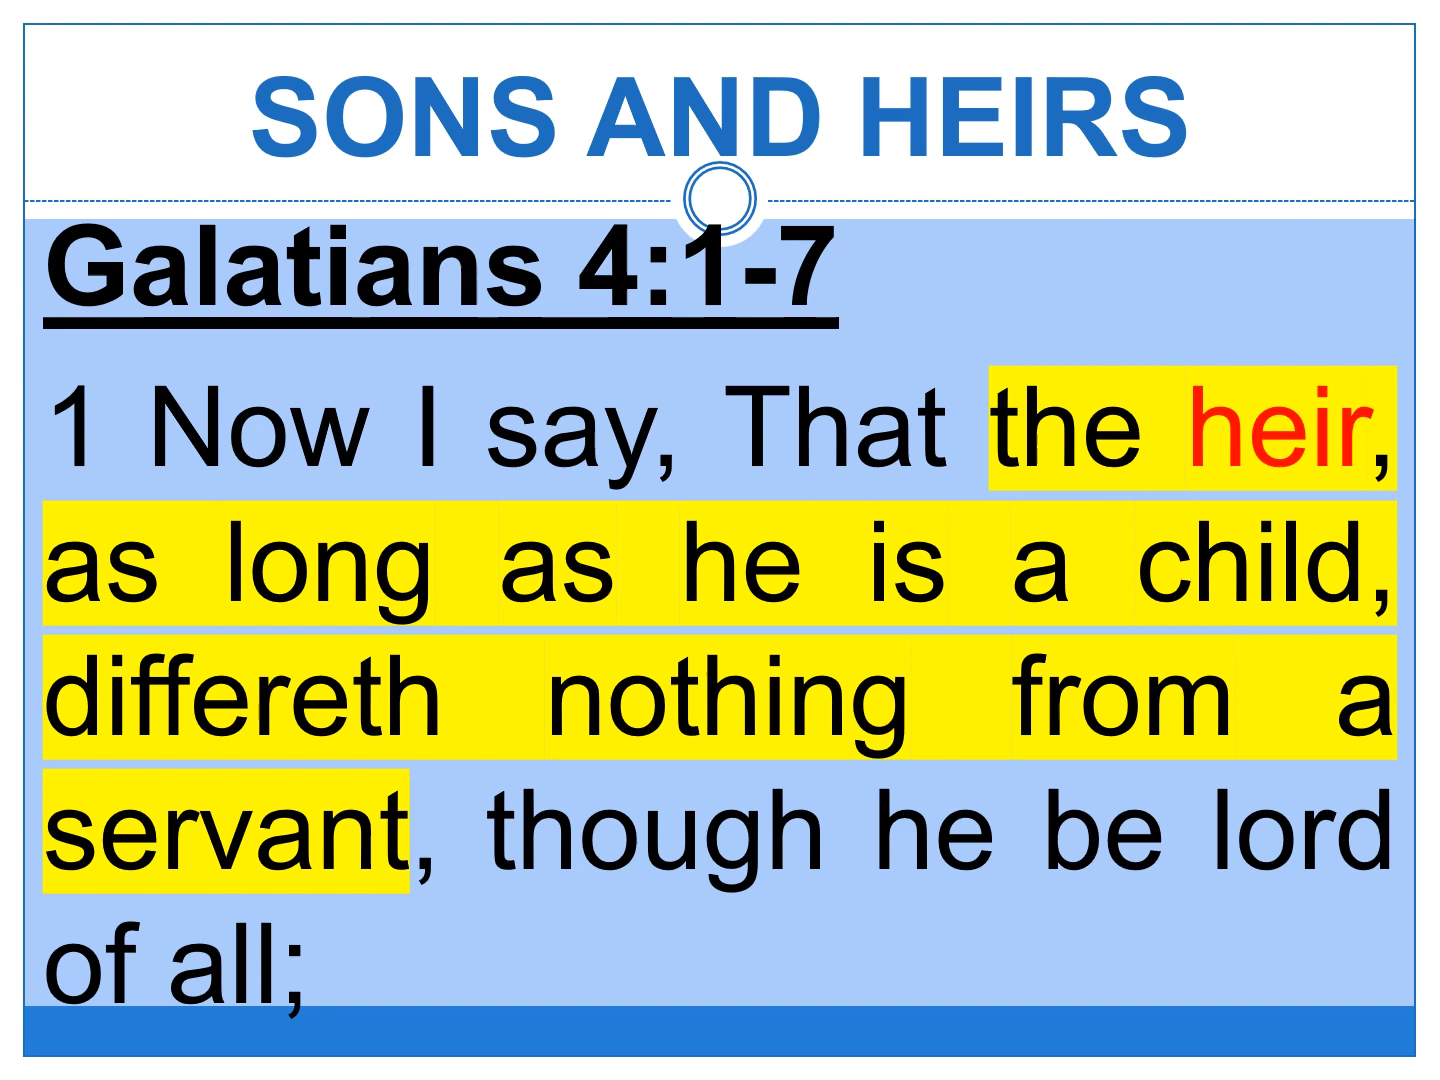 SONS AND HEIRS
Galatians 4:1-7
1 Now I say, That the heir,
as long as he is a child,
differeth nothing from a
servant, though he be lord
of all;